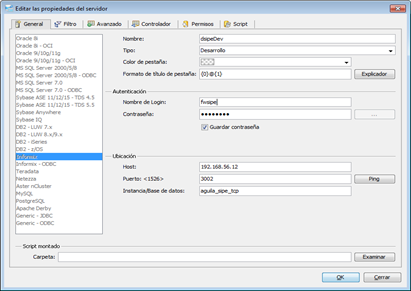 Editar las propiedades del servidor
General
Filtro
Avanzado
Controlador
Permisos
Script
Oracle 8i
Oracle 8i - OCI
Oracle 9i/10g/11g
Oracle 9i/10g/11g - OCI
MS SQL Server 2000/5/8
MS SQL Server 2000/5/8 - ODBC
MS SQL Server 7.0
MS SQL Server 7.0 - ODBC
Sybase ASE 11/12/15 - TDS 4.5
Sybase ASE 11/12/15 - TDS 5.5
Sybase Anywhere
Sybase IQ
DB2 - LUW 7.x
DB2 - LUW 8.x/9.x
DB2 - iSeries
DB2 - z/OS
Informix
Informix - ODBC
Teradata
Netezza
Aster nCluster
MySQL
PostgreSQL
Apache Derby
Generic - JDBC
Generic - ODBC
Nombre: dsipeDev
Tipo: Desarrollo
Color de pestaña:
Formato de título de pestaña: {0}@{1} Explicador
Autenticación
Nombre de Login: fwsipe
Contraseña: ●●●●●●●● ...
Guardar contraseña
Ubicación
Host: 192.168.56.12
Puerto: <1526> 3002 Ping
Instancia/Base de datos: aguila_sipe_tcp
Script montado
Carpeta: Examinar
OK Cerrar